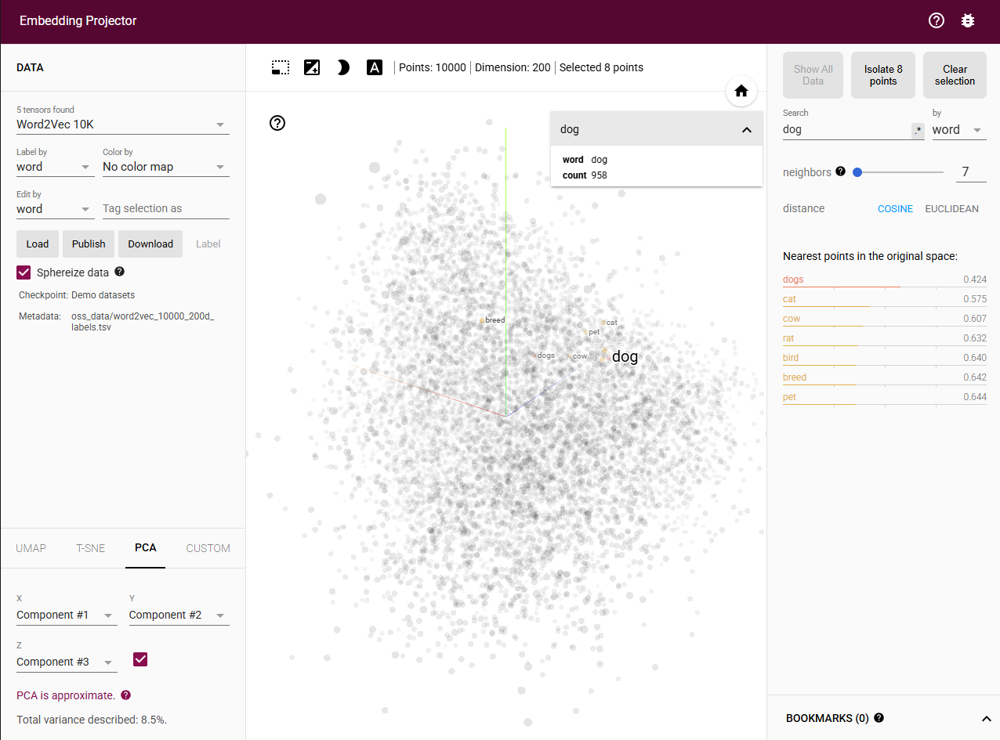 Embedding Projector
DATA
5 tensors found
Word2Vec 10K
Label by
Color by
word
No color map
Edit by
word
Tag selection as
Load
Publish
Download
Label
Sphereize data
Checkpoint: Demo datasets
Metadata: oss_data/word2vec_10000_200d_
labels.tsv
UMAP
T-SNE
PCA
CUSTOM
X
Y
Component #1
Component #2
Z
Component #3
PCA is approximate.
Total variance described: 8.5%.
A
Points: 10000 | Dimension: 200 | Selected 8 points
dog
word dog
count 958
breed
cat
pet
dogs
cow
dog
Show All
Data
Isolate 8
points
Clear
selection
Search
by
dog
.*
word
neighbors
7
distance
COSINE
EUCLIDEAN
Nearest points in the original space:
dogs 0.424
cat 0.575
cow 0.607
rat 0.632
bird 0.640
breed 0.642
pet 0.644
BOOKMARKS (0)